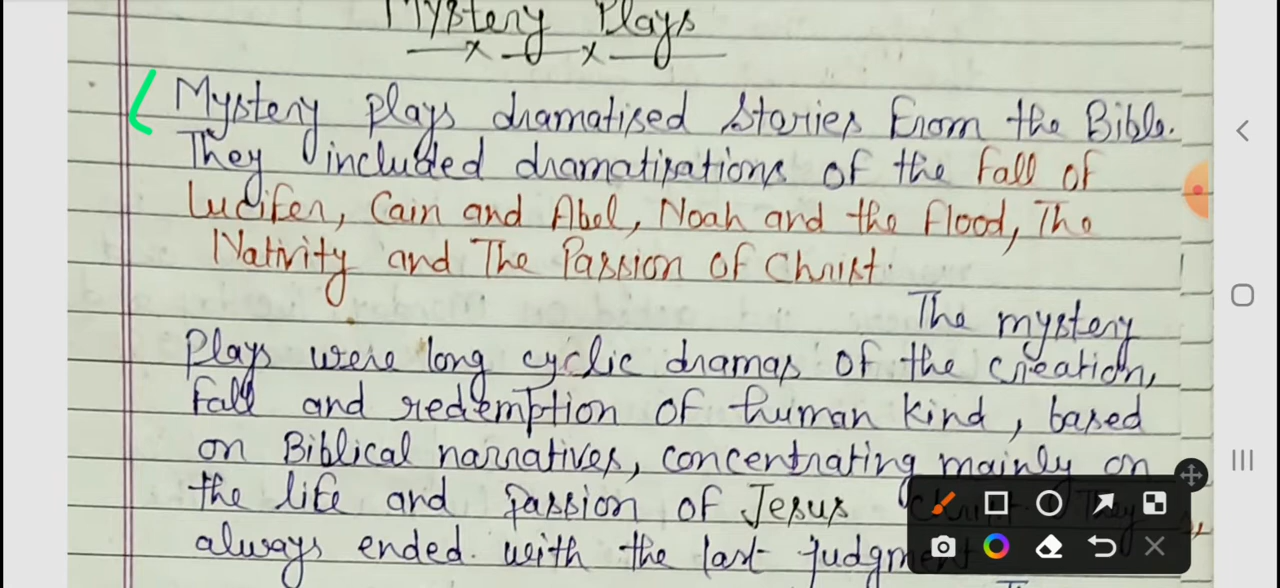 Mystery Plays
Mystery Plays dramatised stories from the Bible.
They included dramatisations of the Fall of
Lucifer, Cain and Abel, Noah and the Flood, The
Nativity and The Passion of Christ.
The mystery
Plays were long cyclic dramas of the creation,
Fall and redemption of human kind, based
on Biblical narratives, concentrating mainly on
the life and passion of Jesus Christ. They
always ended with the last